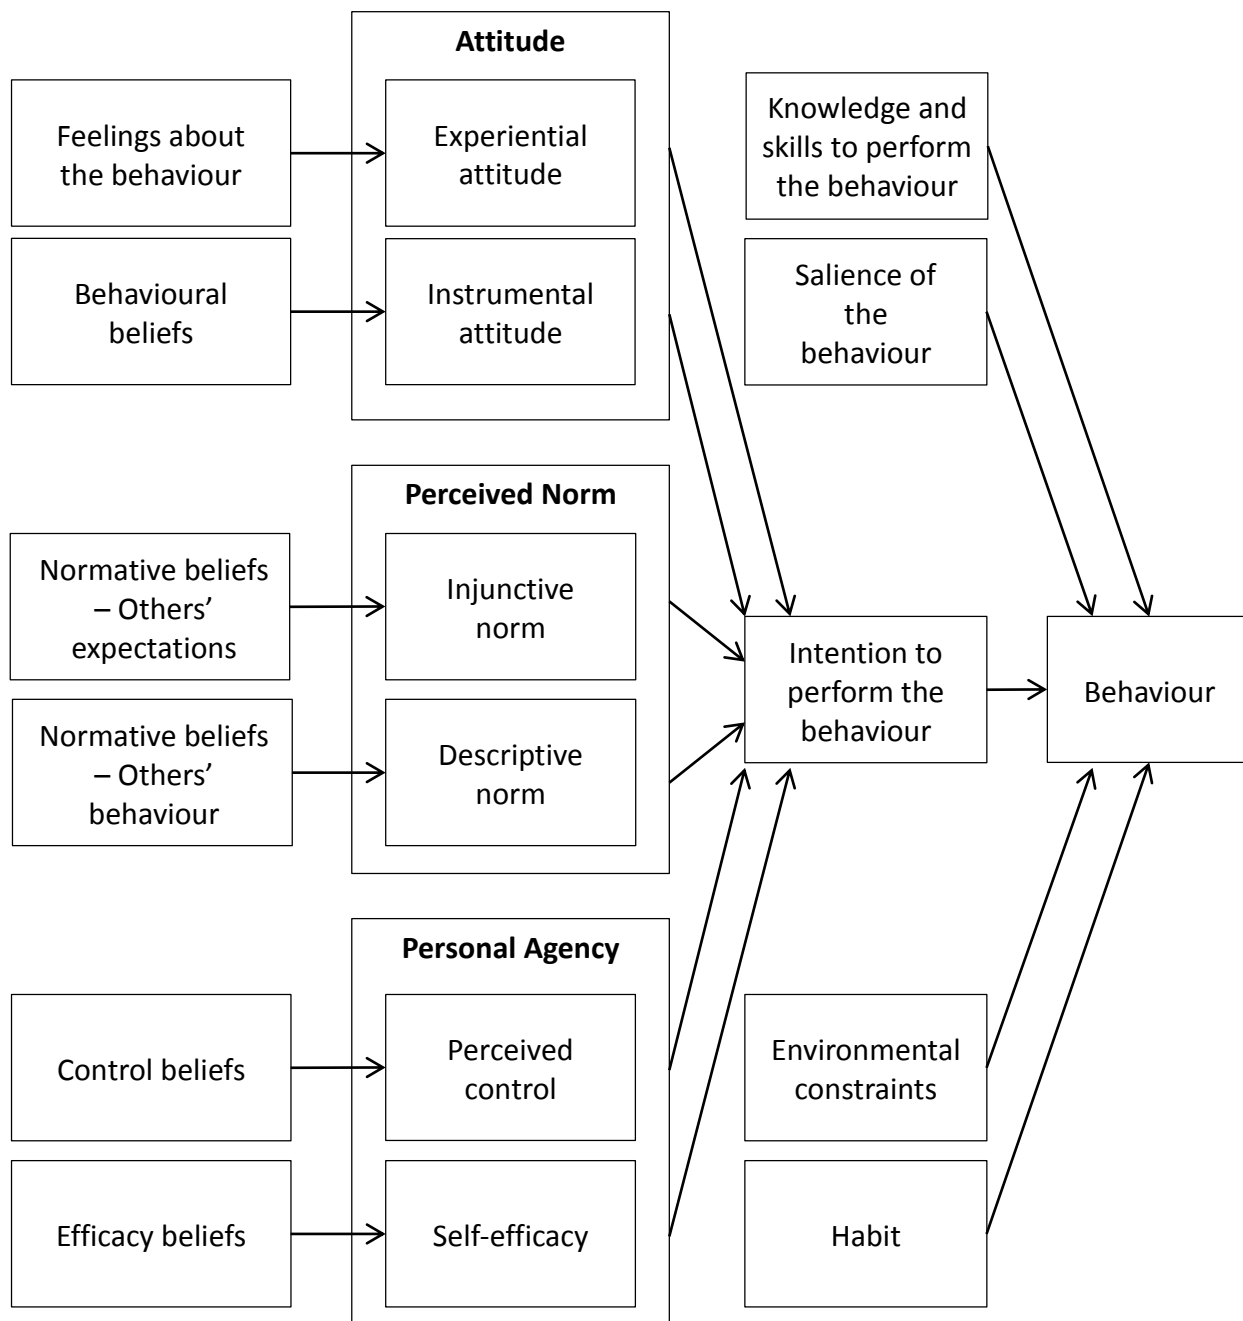 Attitude
Feelings about
the behaviour
Experiential
attitude
Knowledge and
skills to perform
the behaviour
Behavioural
beliefs
Instrumental
attitude
Salience of
the
behaviour
Perceived Norm
Normative beliefs
– Others’
expectations
Injunctive
norm
Normative beliefs
– Others’
behaviour
Descriptive
norm
Intention to
perform the
behaviour
Behaviour
Personal Agency
Control beliefs
Perceived
control
Environmental
constraints
Efficacy beliefs
Self-efficacy
Habit